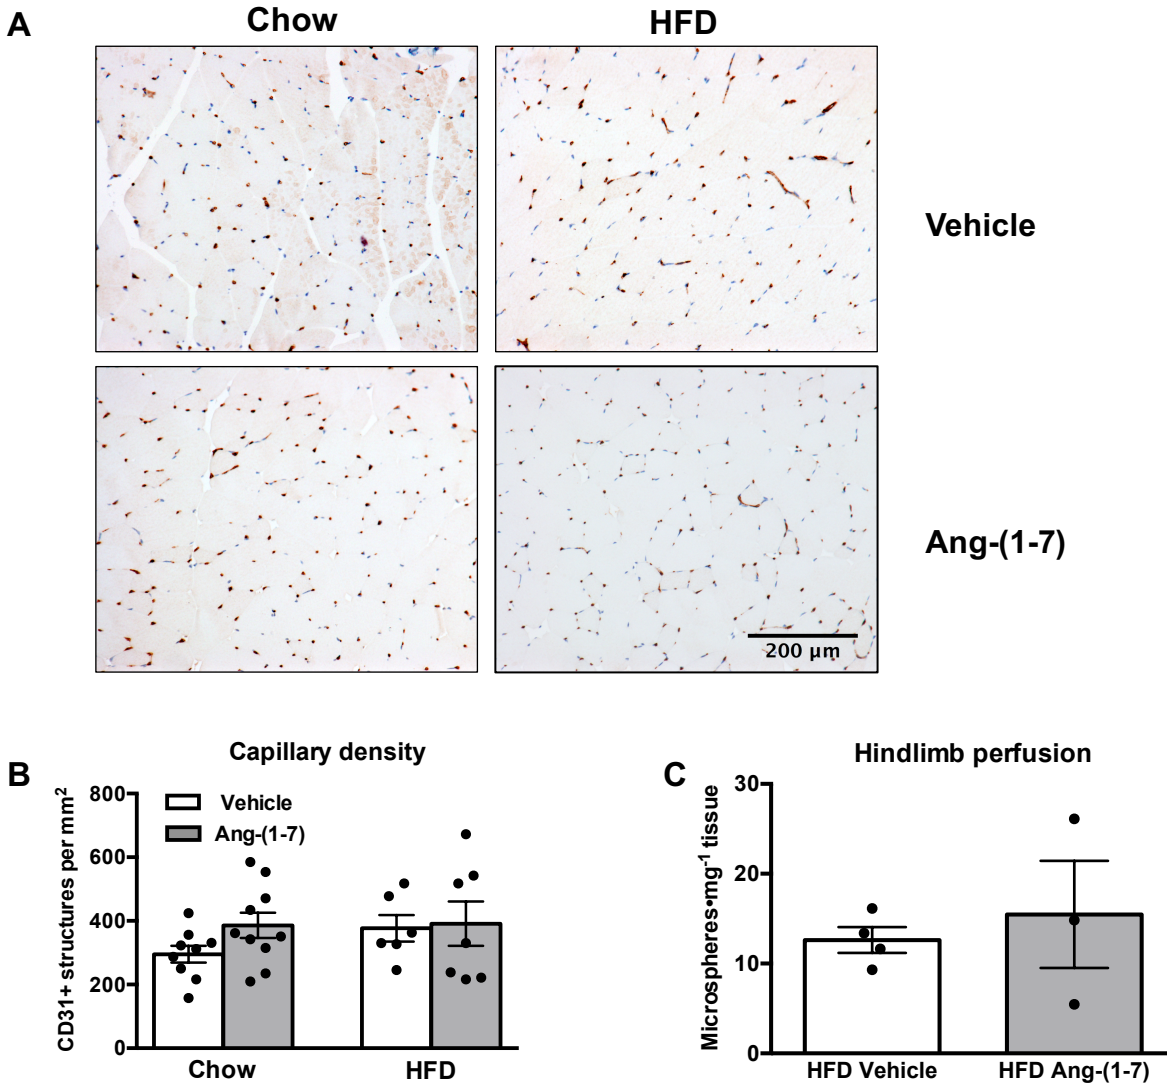 A
Chow
HFD
Vehicle
Ang-(1-7)
200 µm
B
Capillary density
CD31+ structures per mm²
800
600
400
200
0
Vehicle
Ang-(1-7)
Chow
HFD
C
Hindlimb perfusion
Microspheres•mg⁻¹ tissue
30
20
10
0
HFD Vehicle
HFD Ang-(1-7)